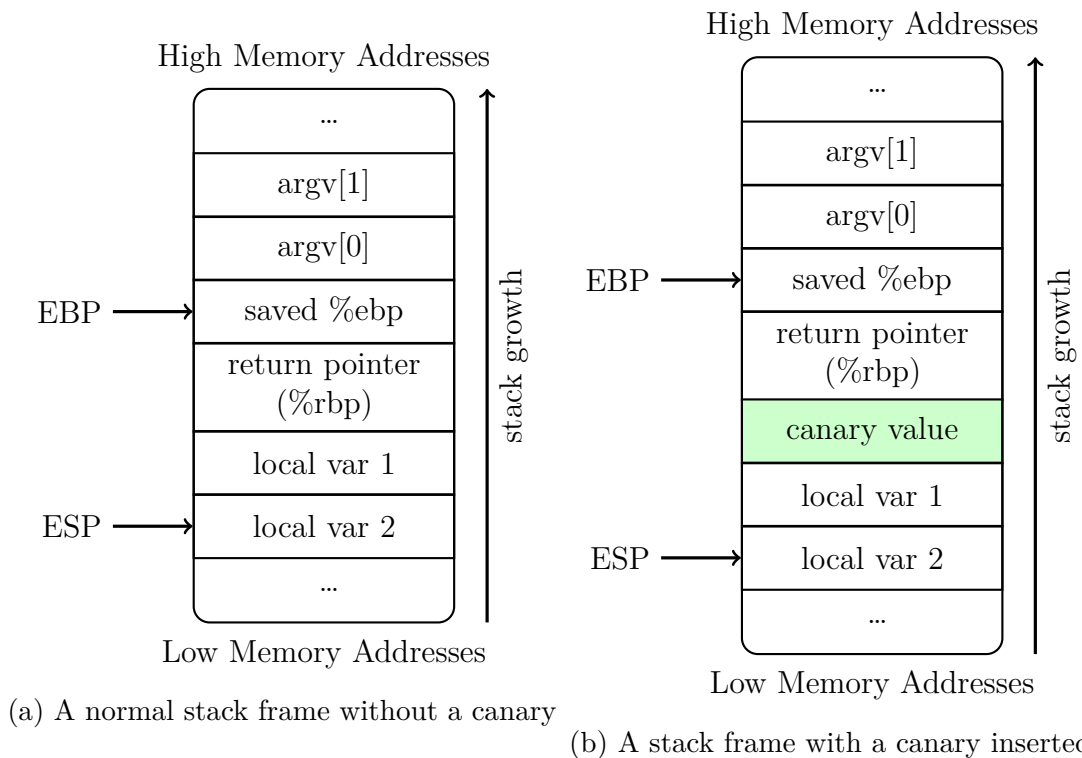 High Memory Addresses
...
argv[1]
argv[0]
EBP
saved %ebp
return pointer
(%rbp)
local var 1
ESP
local var 2
...
Low Memory Addresses
stack growth
(a) A normal stack frame without a canary
High Memory Addresses
...
argv[1]
argv[0]
EBP
saved %ebp
return pointer
(%rbp)
canary value
local var 1
ESP
local var 2
...
Low Memory Addresses
stack growth
(b) A stack frame with a canary inserted